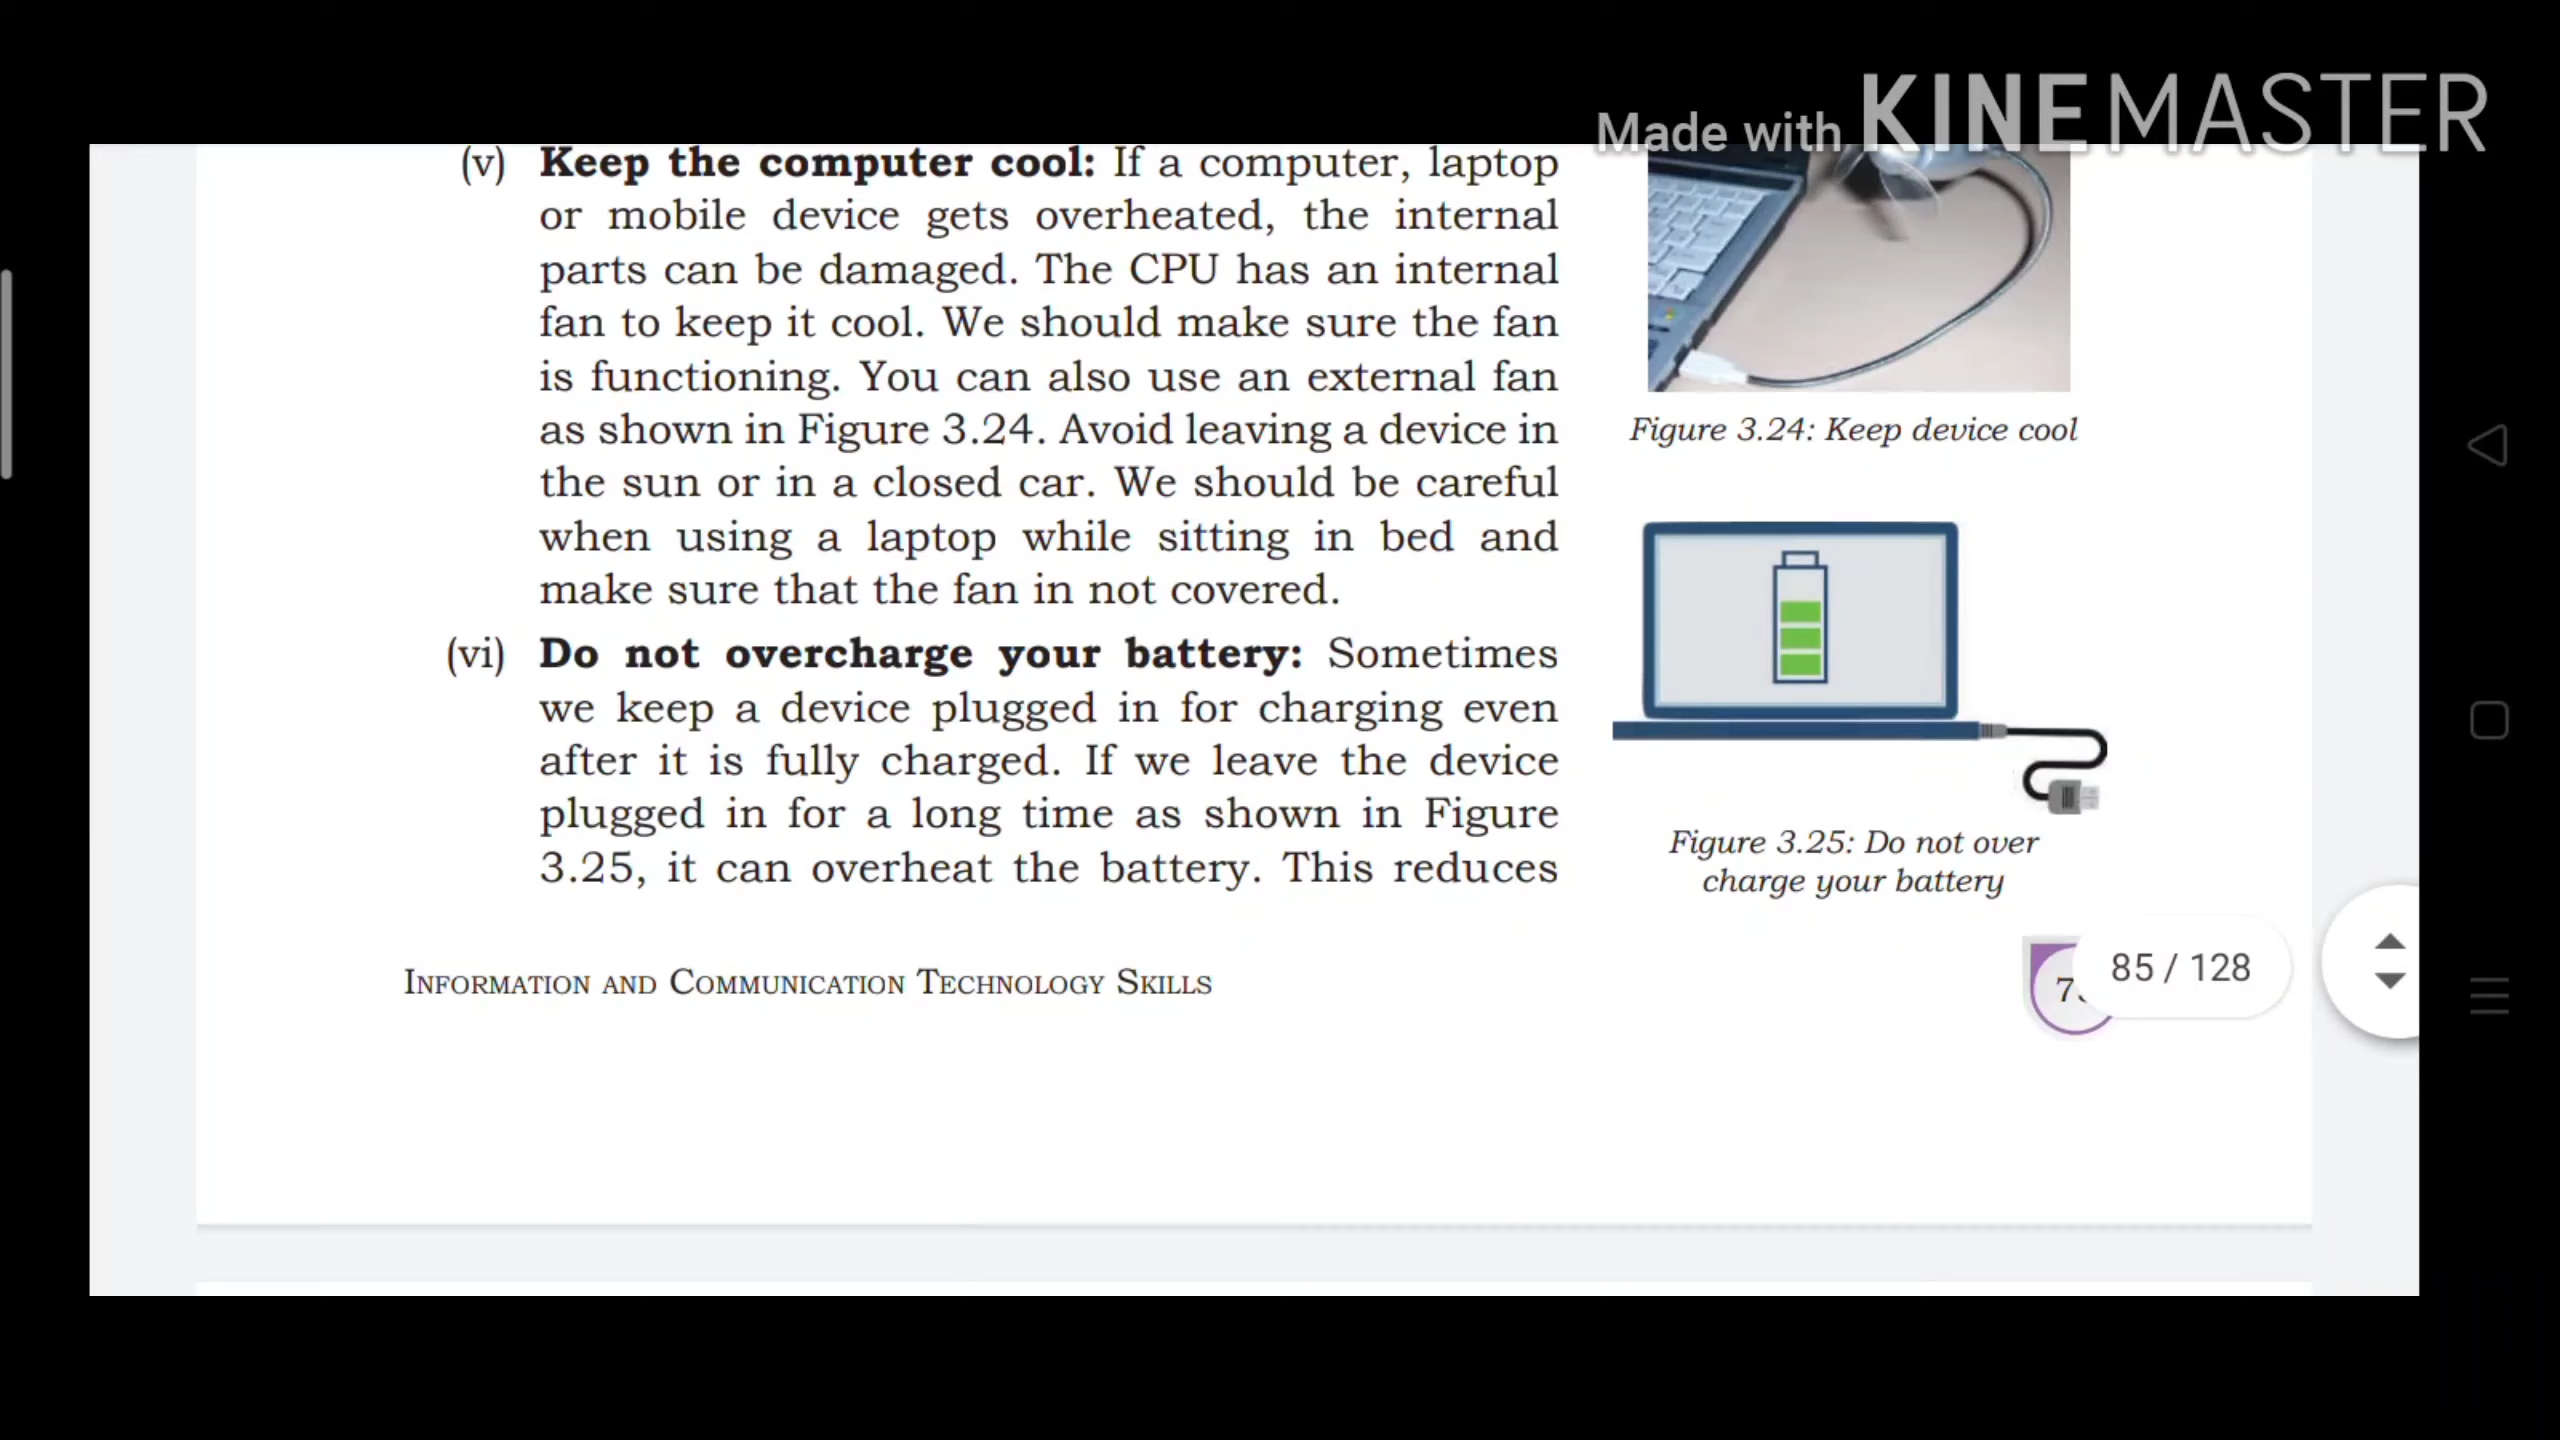 Made with KINEMASTER
(v) Keep the computer cool: If a computer, laptop
or mobile device gets overheated, the internal
parts can be damaged. The CPU has an internal
fan to keep it cool. We should make sure the fan
is functioning. You can also use an external fan
as shown in Figure 3.24. Avoid leaving a device in
the sun or in a closed car. We should be careful
when using a laptop while sitting in bed and
make sure that the fan in not covered.
(vi) Do not overcharge your battery: Sometimes
we keep a device plugged in for charging even
after it is fully charged. If we leave the device
plugged in for a long time as shown in Figure
3.25, it can overheat the battery. This reduces
Figure 3.24: Keep device cool
Figure 3.25: Do not over
charge your battery
INFORMATION AND COMMUNICATION TECHNOLOGY SKILLS
85 / 128